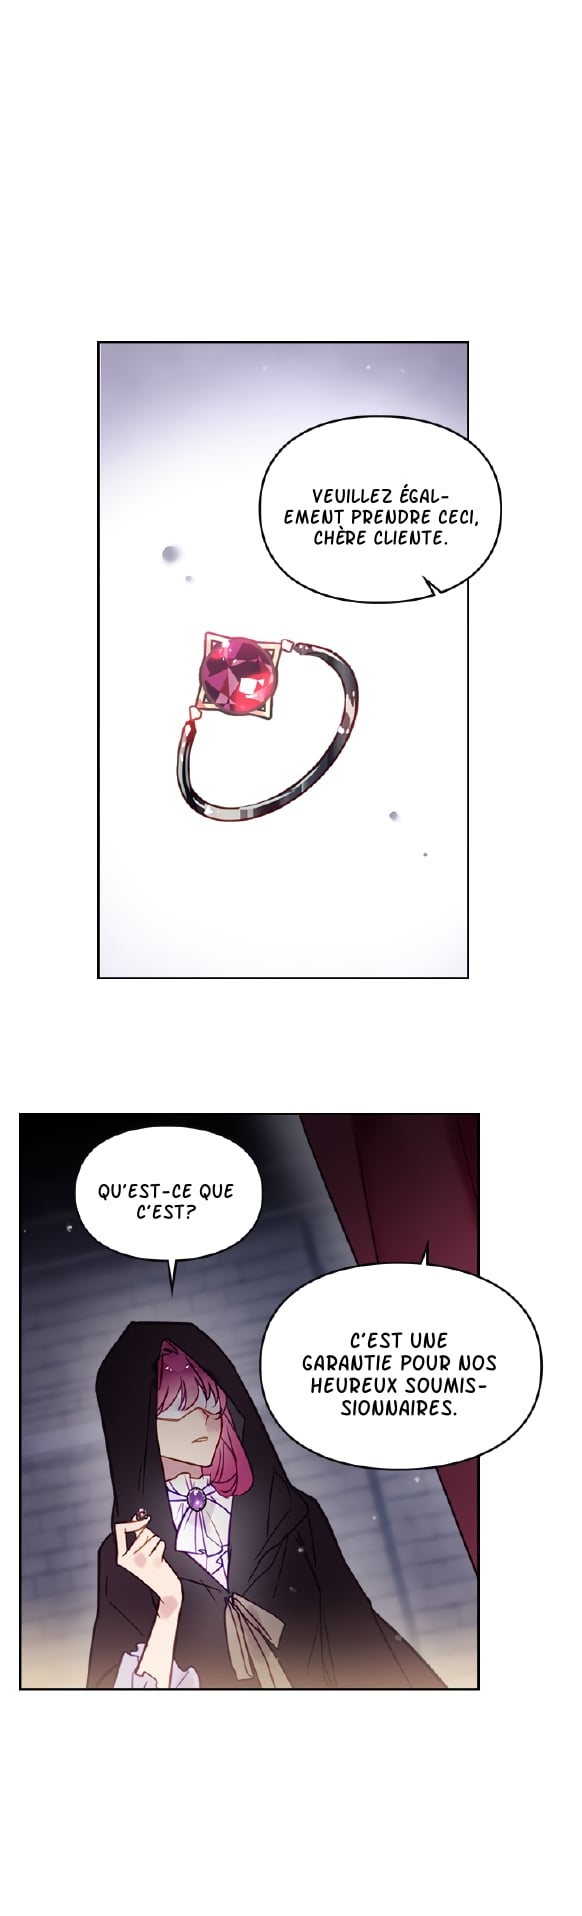 VEUILLEZ ÉGAL-
EMENT PRENDRE CECI,
CHÈRE CLIENTE.
QU'EST-CE QUE
C'EST?
C'EST UNE
GARANTIE POUR NOS
HEUREUX SOUMIS-
SIONNAIRES.